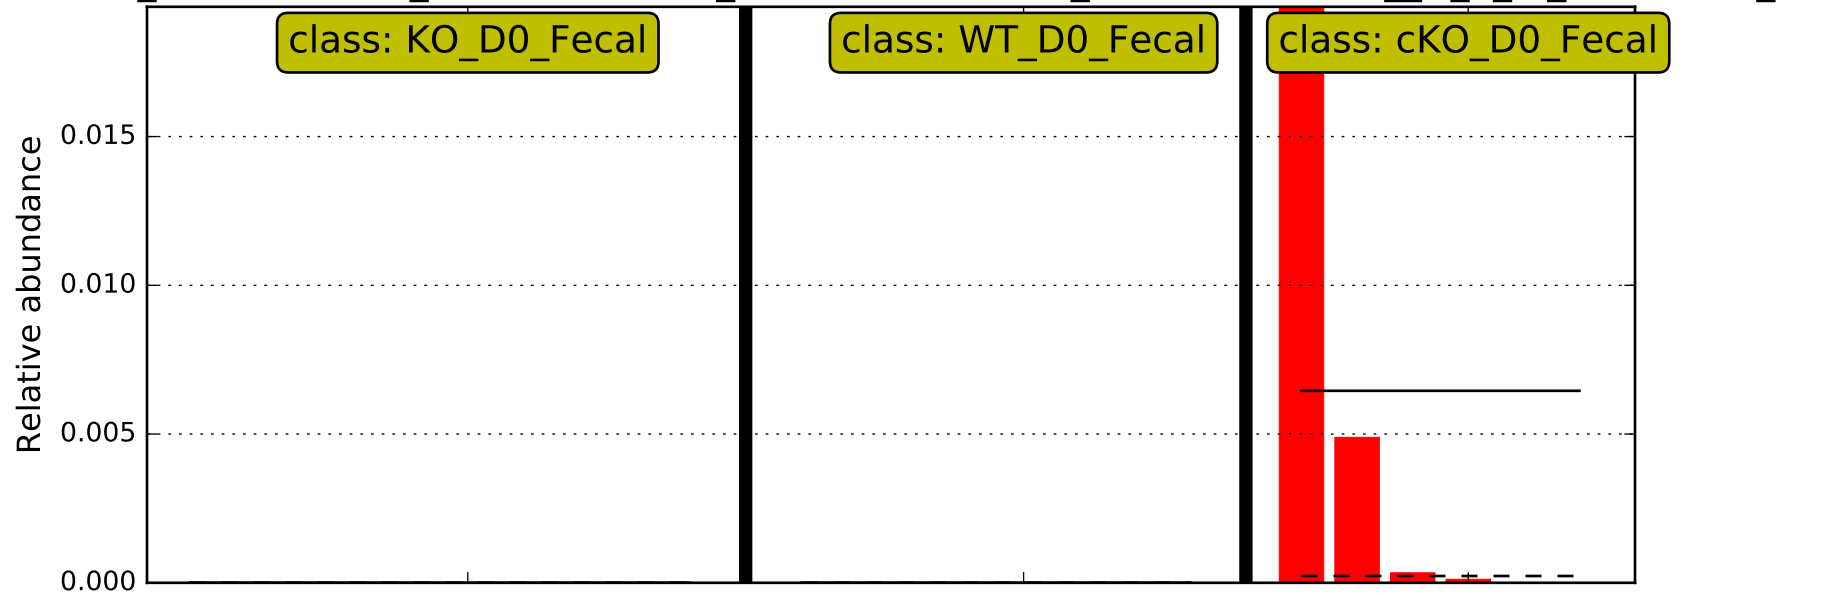 class: KO_D0_Fecal
class: WT_D0_Fecal
class: cKO_D0_Fecal
Relative abundance
0.015
0.010
0.005
0.000